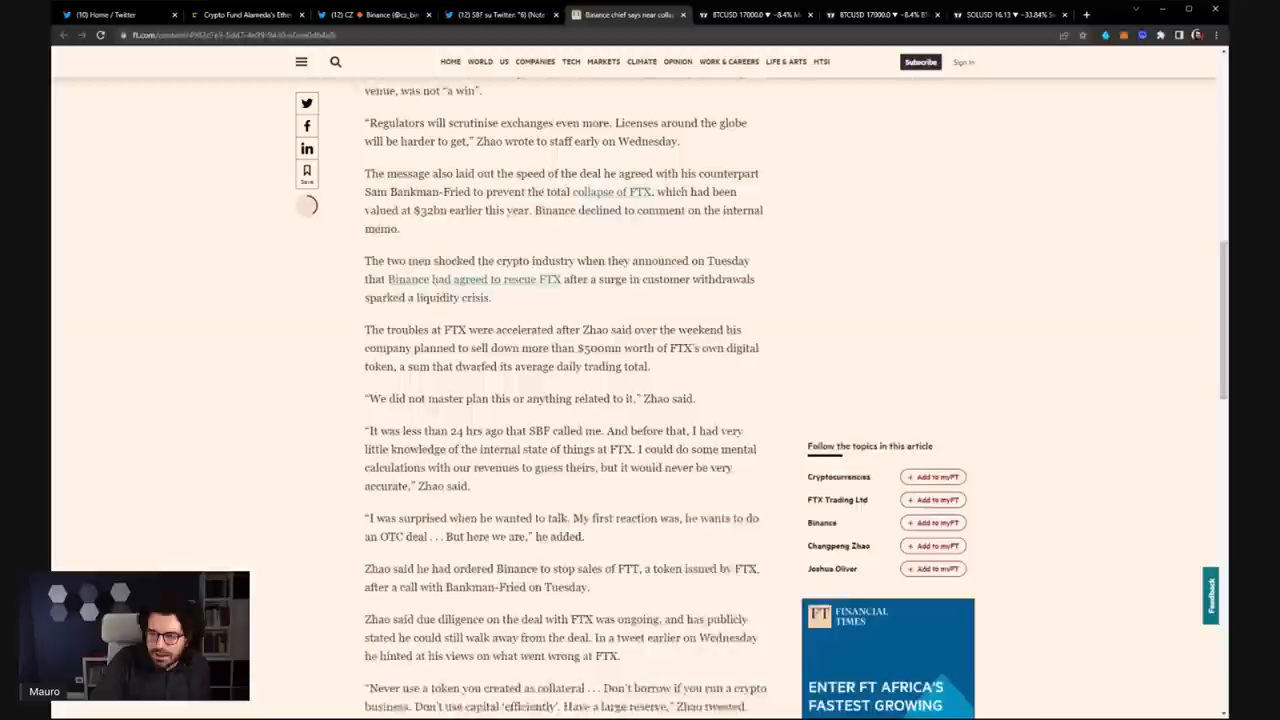 (10) Home / Twitter
Crypto Fund Alameda's Ether
(12) CZ Binance (@cz_bin
(12) SBF su Twitter: "6) (Note
Binance chief says near colla
BTCUSD 17000.0 ▼ −8.4% M
BTCUSD 17000.0 ▼ −8.4% BF
SOLUSD 16.13 ▼ −33.84% S
HOME
WORLD
US
COMPANIES
TECH
MARKETS
CLIMATE
OPINION
WORK & CAREERS
LIFE & ARTS
HTSI
Subscribe
Sign In
venue, was not “a win”.
“Regulators will scrutinise exchanges even more. Licenses around the globe
will be harder to get,” Zhao wrote to staff early on Wednesday.
The message also laid out the speed of the deal he agreed with his counterpart
Sam Bankman-Fried to prevent the total collapse of FTX, which had been
valued at $32bn earlier this year. Binance declined to comment on the internal
memo.
The two men shocked the crypto industry when they announced on Tuesday
that Binance had agreed to rescue FTX after a surge in customer withdrawals
sparked a liquidity crisis.
The troubles at FTX were accelerated after Zhao said over the weekend his
company planned to sell down more than $500mn worth of FTX’s own digital
token, a sum that dwarfed its average daily trading total.
“We did not master plan this or anything related to it,” Zhao said.
“It was less than 24 hrs ago that SBF called me. And before that, I had very
little knowledge of the internal state of things at FTX. I could do some mental
calculations with our revenues to guess theirs, but it would never be very
accurate,” Zhao said.
“I was surprised when he wanted to talk. My first reaction was, he wants to do
an OTC deal . . . But here we are,” he added.
Zhao said he had ordered Binance to stop sales of FTT, a token issued by FTX,
after a call with Bankman-Fried on Tuesday.
Zhao said due diligence on the deal with FTX was ongoing, and has publicly
stated he could still walk away from the deal. In a tweet earlier on Wednesday
he hinted at his views on what went wrong at FTX.
“Never use a token you created as collateral . . . Don’t borrow if you run a crypto
business. Don’t use capital ‘efficiently’. Have a large reserve,” Zhao tweeted.
Save
Follow the topics in this article
Cryptocurrencies
+ Add to myFT
FTX Trading Ltd
+ Add to myFT
Binance
+ Add to myFT
Changpeng Zhao
+ Add to myFT
Joshua Oliver
+ Add to myFT
Feedback
FT
FINANCIAL
TIMES
ENTER FT AFRICA’S
FASTEST GROWING
Mauro